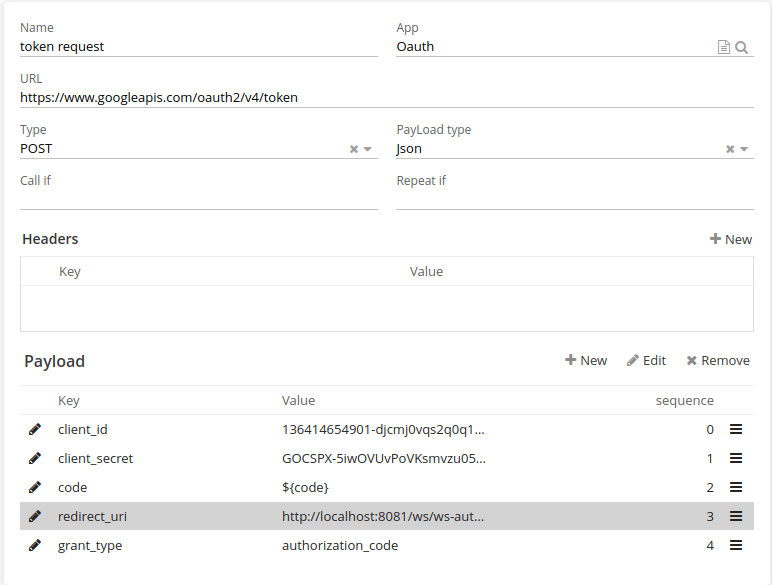 Name App
token request Oauth
URL
https://www.googleapis.com/oauth2/v4/token
Type PayLoad type
POST Json
Call if Repeat if
Headers New
Key Value
Payload New Edit Remove
Key Value sequence
client_id 136414654901-djcmj0vqs2q0q1... 0
client_secret GOCSPX-5iwOVUvPoVKsmvzu05... 1
code ${code} 2
redirect_uri http://localhost:8081/ws/ws-aut... 3
grant_type authorization_code 4